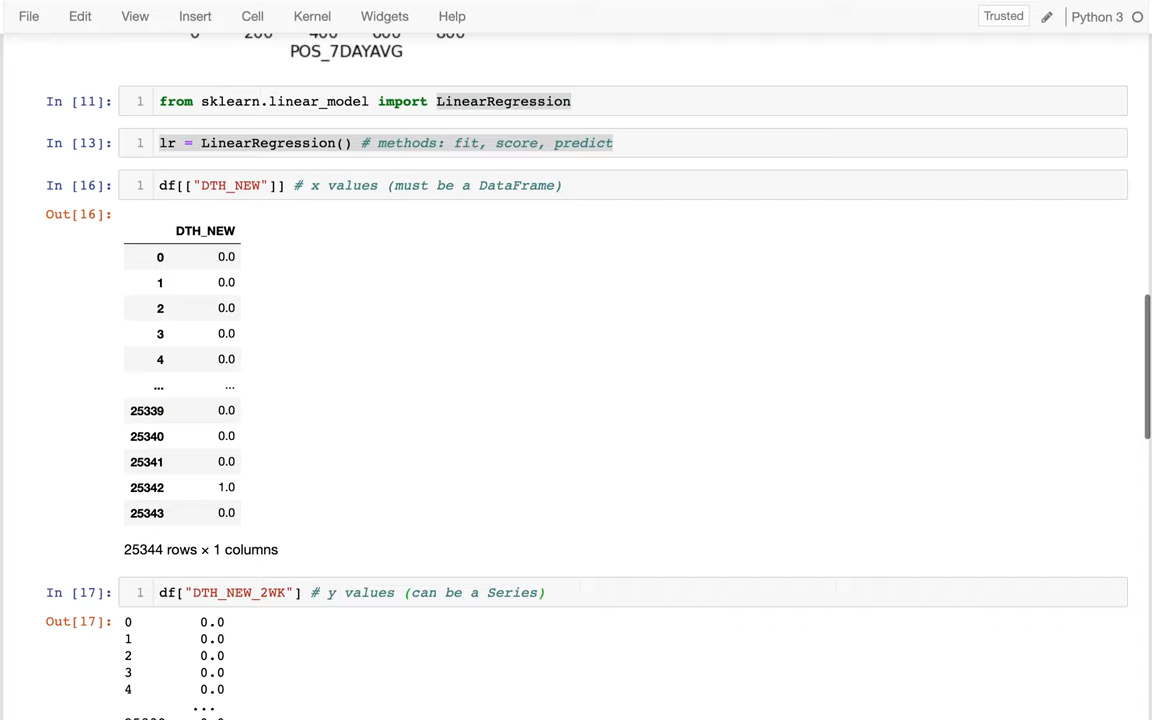 File Edit View Insert Cell Kernel Widgets Help Trusted Python 3
0 200 400 600 800
POS_7DAYAVG
In [11]: 1 from sklearn.linear_model import LinearRegression
In [13]: 1 lr = LinearRegression() # methods: fit, score, predict
In [16]: 1 df[["DTH_NEW"]] # x values (must be a DataFrame)
Out[16]:
DTH_NEW
0 0.0
1 0.0
2 0.0
3 0.0
4 0.0
... ...
25339 0.0
25340 0.0
25341 0.0
25342 1.0
25343 0.0
25344 rows × 1 columns
In [17]: 1 df["DTH_NEW_2WK"] # y values (can be a Series)
Out[17]: 0 0.0
1 0.0
2 0.0
3 0.0
4 0.0
...